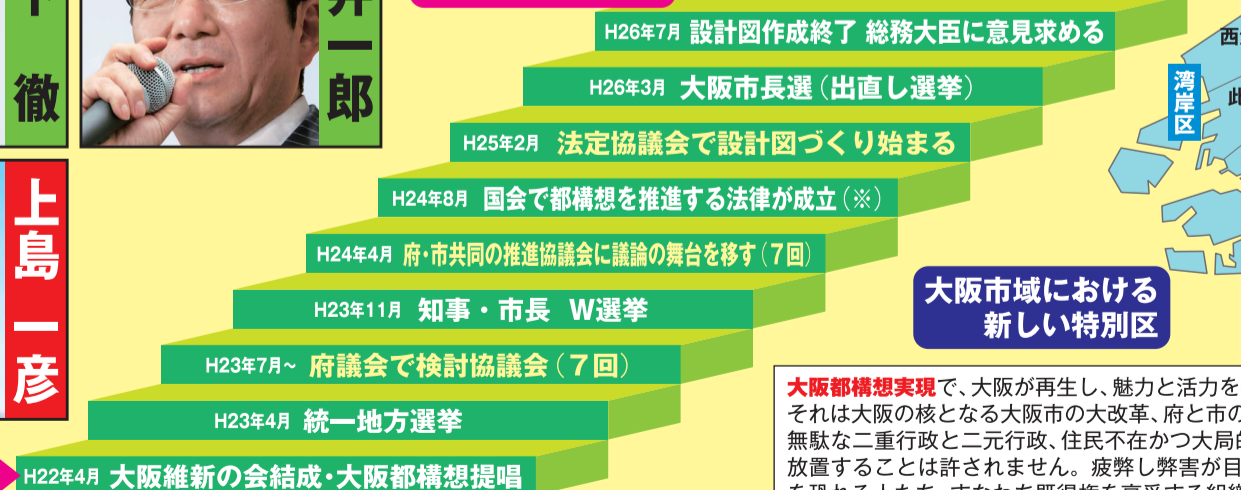 徹
井一郎
上島一彦
H26年7月 設計図作成終了 総務大臣に意見求める
H26年3月 大阪市長選（出直し選挙）
H25年2月 法定協議会で設計図づくり始まる
H24年8月 国会で都構想を推進する法律が成立（※）
H24年4月 府・市共同の推進協議会に議論の舞台を移す（7回）
H23年11月 知事・市長 W選挙
H23年7月~ 府議会で検討協議会（7回）
H23年4月 統一地方選挙
H22年4月 大阪維新の会結成・大阪都構想提唱
西
湾岸区
此
大阪市域における
新しい特別区
大阪都構想実現で、大阪が再生し、魅力と活力を
それは大阪の核となる大阪市の大改革、府と市の
無駄な二重行政と二元行政、住民不在かつ大局的
放置することは許されません。疲弊し弊害が目